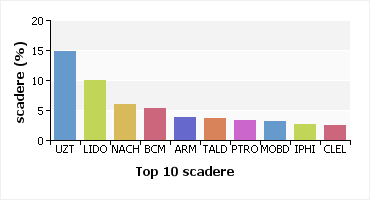 20
15
10
5
0
scadere (%)
UZT LIDO NACH BCM ARM TALD PTRO MOBD IPHI CLEL
Top 10 scadere